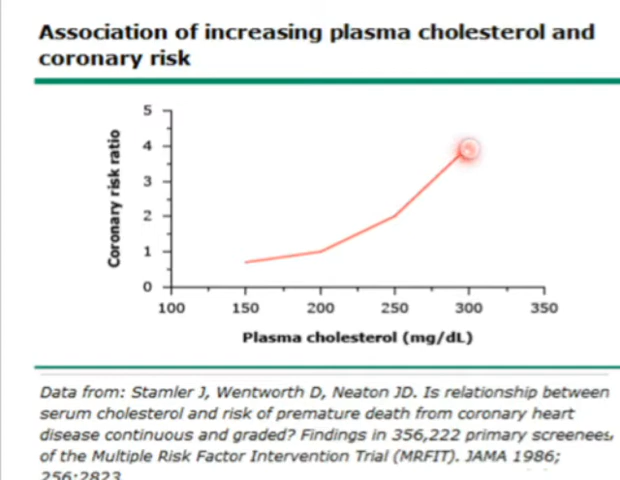 Association of increasing plasma cholesterol and
coronary risk
5
4
3
2
1
0
Coronary risk ratio
100 150 200 250 300 350
Plasma cholesterol (mg/dL)
Data from: Stamler J, Wentworth D, Neaton JD. Is relationship between
serum cholesterol and risk of premature death from coronary heart
disease continuous and graded? Findings in 356,222 primary screenees,
of the Multiple Risk Factor Intervention Trial (MRFIT). JAMA 1986;
256:2823